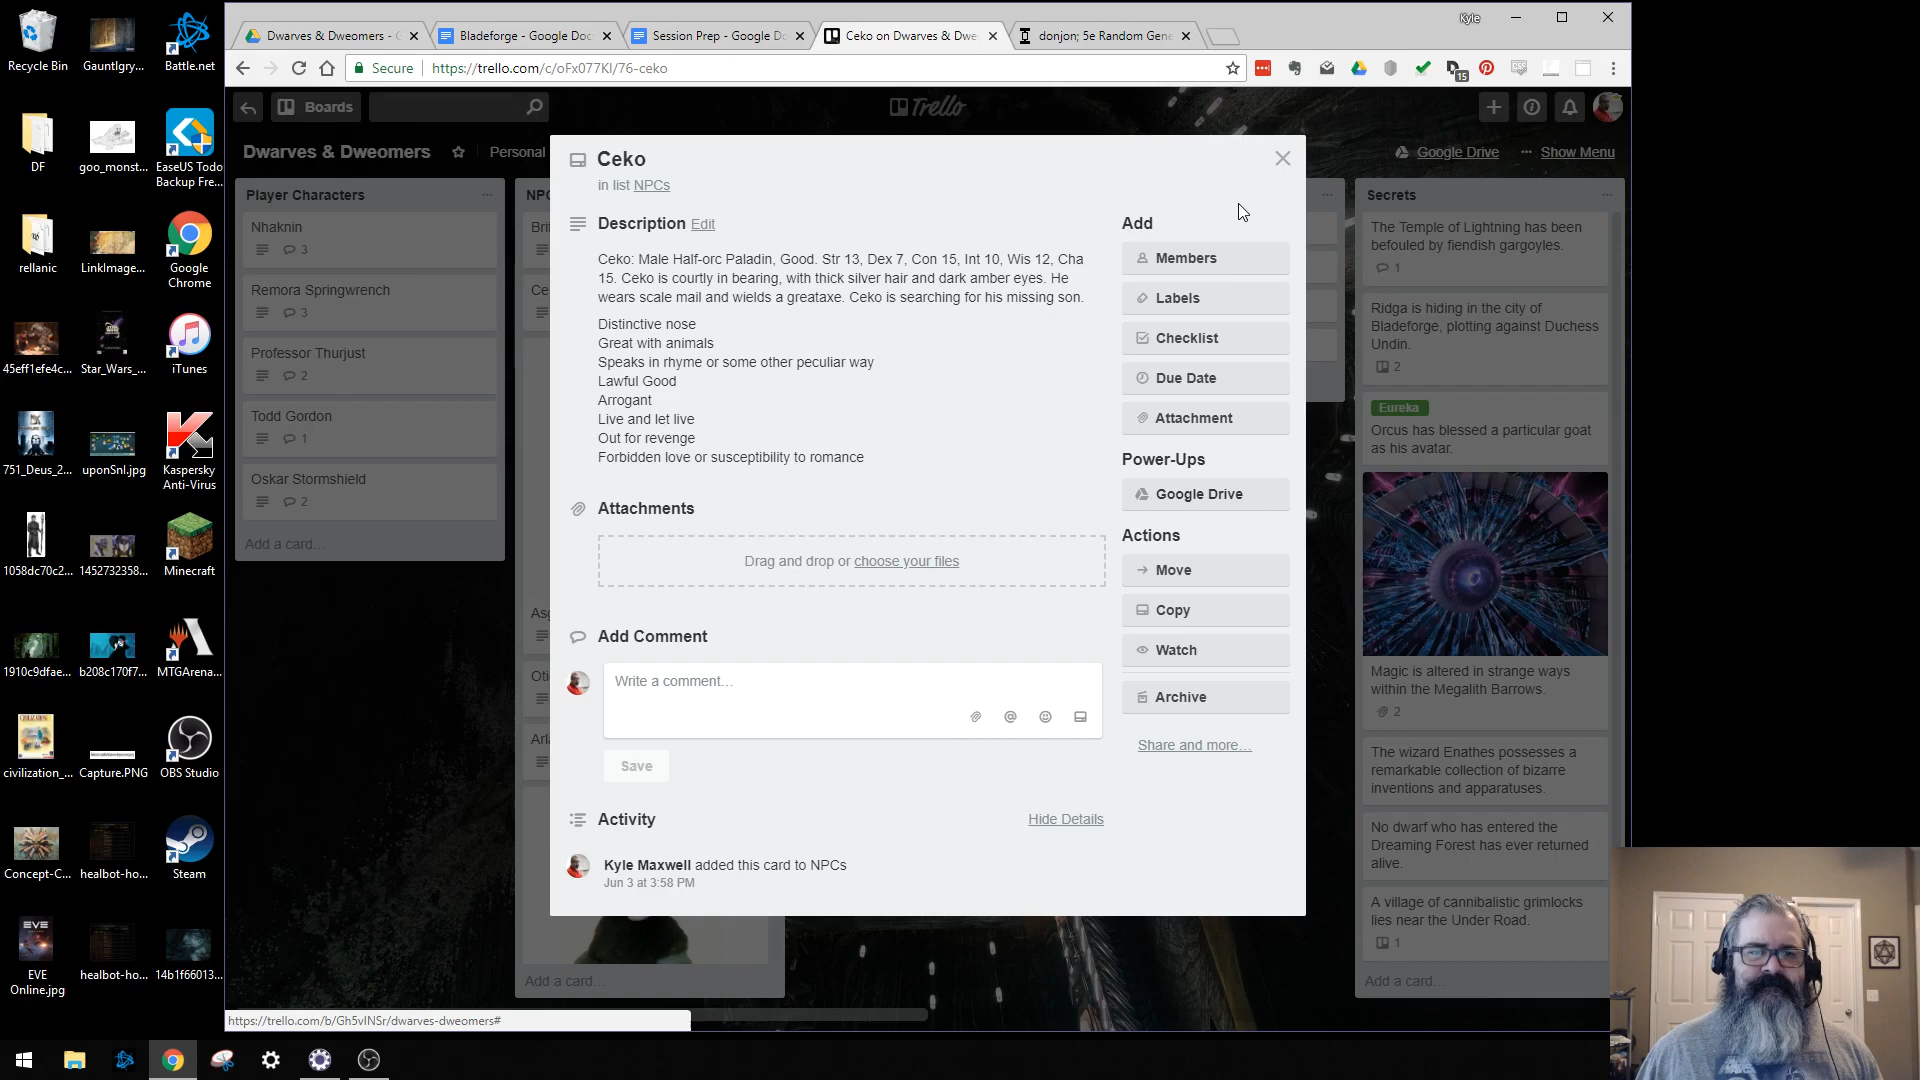 Recycle Bin
Gauntlgry...
Battle.net
DF
goo_monst...
EaseUS Todo
Backup Fre...
rellanic
LinkImage...
Google
Chrome
45eff1efe4c...
Star_Wars_...
iTunes
751_Deus_2...
uponSnl.jpg
Kaspersky
Anti-Virus
1058dc70c2...
1452732358...
Minecraft
1910c9dfae...
b208c170f7...
MTGArena...
civilization_...
Capture.PNG
OBS Studio
Concept-C...
healbot-ho...
Steam
EVE
Online.jpg
healbot-ho...
14b1f66013...
Kyle
Dwarves & Dweomers - G
Bladeforge - Google Doc
Session Prep - Google D
Ceko on Dwarves & Dwe
donjon; 5e Random Gene
Secure
https://trello.com/c/oFx077Kl/76-ceko
15
Boards
Trello
Dwarves & Dweomers
Personal
Google Drive
Show Menu
Player Characters
Nhaknin
3
Remora Springwrench
3
Professor Thurjust
2
Todd Gordon
1
Oskar Stormshield
2
Add a card...
Add a card...
Ceko
in list NPCs
Description Edit
Ceko: Male Half-orc Paladin, Good. Str 13, Dex 7, Con 15, Int 10, Wis 12, Cha
15. Ceko is courtly in bearing, with thick silver hair and dark amber eyes. He
wears scale mail and wields a greataxe. Ceko is searching for his missing son.
Distinctive nose
Great with animals
Speaks in rhyme or some other peculiar way
Lawful Good
Arrogant
Live and let live
Out for revenge
Forbidden love or susceptibility to romance
Attachments
Drag and drop or choose your files
Add Comment
Write a comment...
Save
Activity
Hide Details
Kyle Maxwell added this card to NPCs
Jun 3 at 3:58 PM
Add
Members
Labels
Checklist
Due Date
Attachment
Power-Ups
Google Drive
Actions
Move
Copy
Watch
Archive
Share and more...
Secrets
The Temple of Lightning has been
befouled by fiendish gargoyles.
1
Ridga is hiding in the city of
Bladeforge, plotting against Duchess
Undin.
2
Eureka
Orcus has blessed a particular goat
as his avatar.
Magic is altered in strange ways
within the Megalith Barrows.
2
The wizard Enathes possesses a
remarkable collection of bizarre
inventions and apparatuses.
No dwarf who has entered the
Dreaming Forest has ever returned
alive.
A village of cannibalistic grimlocks
lies near the Under Road.
1
Add a card...
https://trello.com/b/Gh5vINSr/dwarves-dweomers#